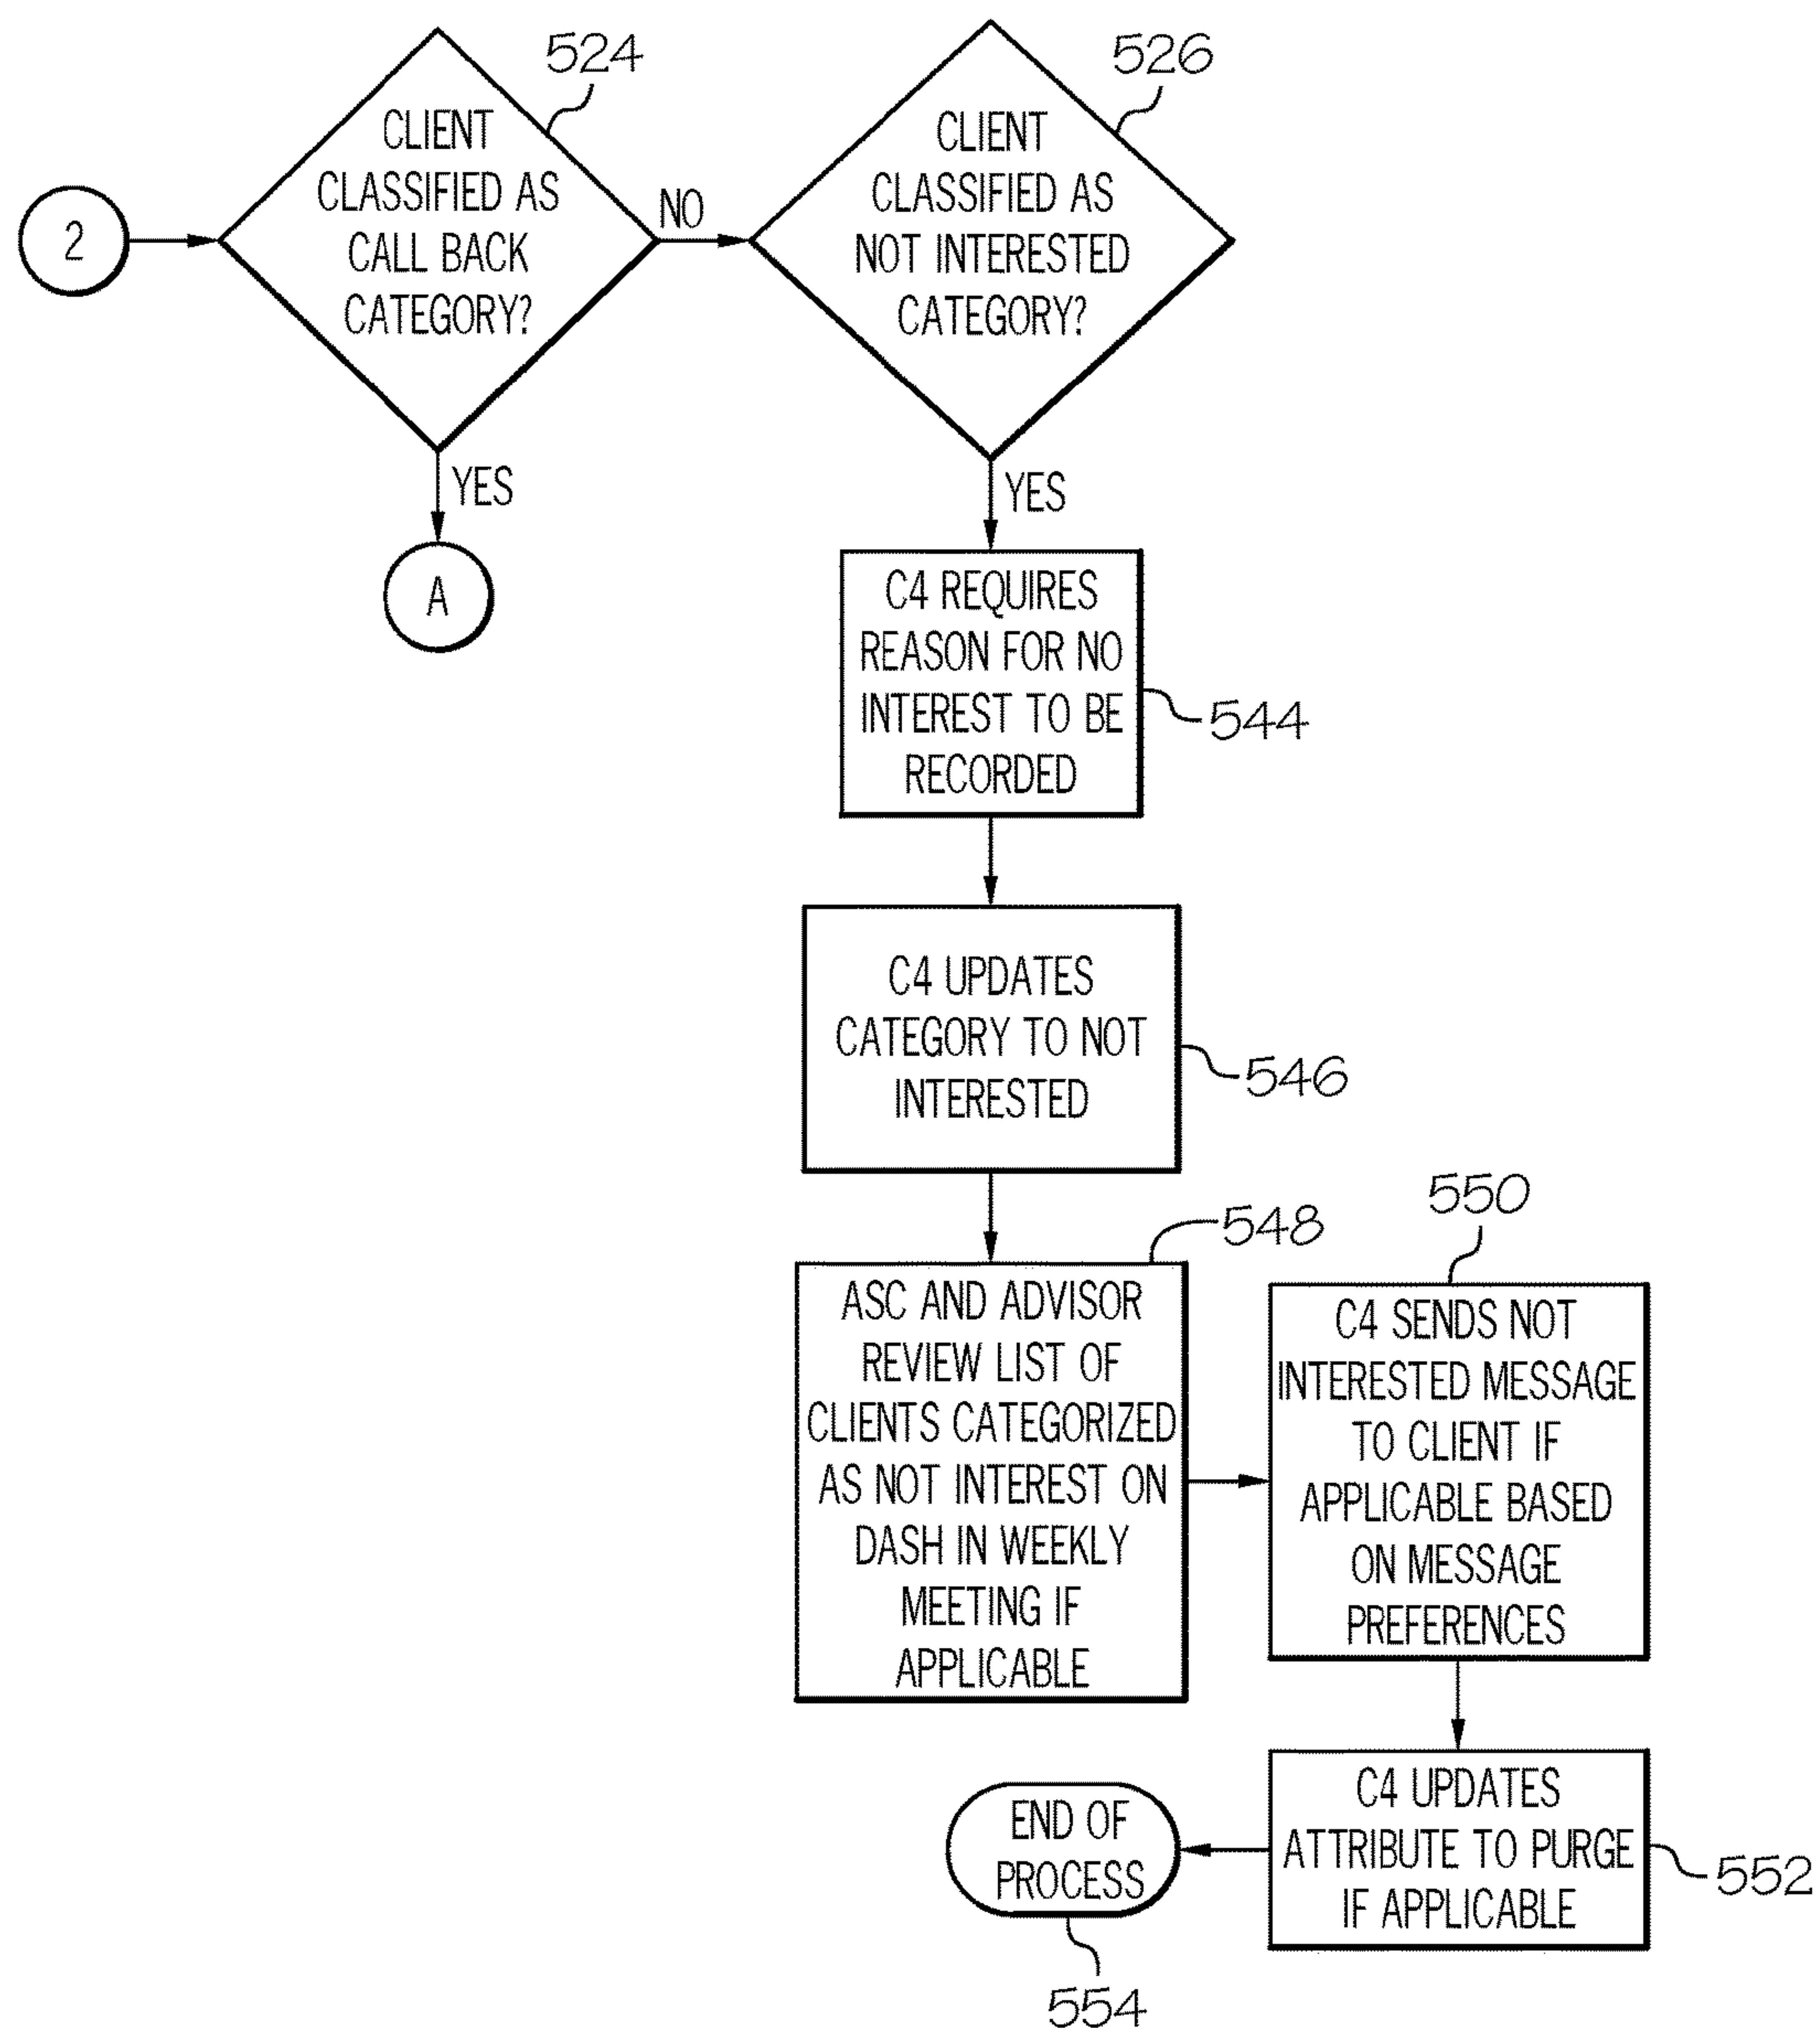 2
524
CLIENT
CLASSIFIED AS
CALL BACK
CATEGORY?
NO
YES
A
526
CLIENT
CLASSIFIED AS
NOT INTERESTED
CATEGORY?
YES
C4 REQUIRES
REASON FOR NO
INTEREST TO BE
RECORDED
544
C4 UPDATES
CATEGORY TO NOT
INTERESTED
546
548
ASC AND ADVISOR
REVIEW LIST OF
CLIENTS CATEGORIZED
AS NOT INTEREST ON
DASH IN WEEKLY
MEETING IF
APPLICABLE
550
C4 SENDS NOT
INTERESTED MESSAGE
TO CLIENT IF
APPLICABLE BASED
ON MESSAGE
PREFERENCES
C4 UPDATES
ATTRIBUTE TO PURGE
IF APPLICABLE
552
END OF
PROCESS
554